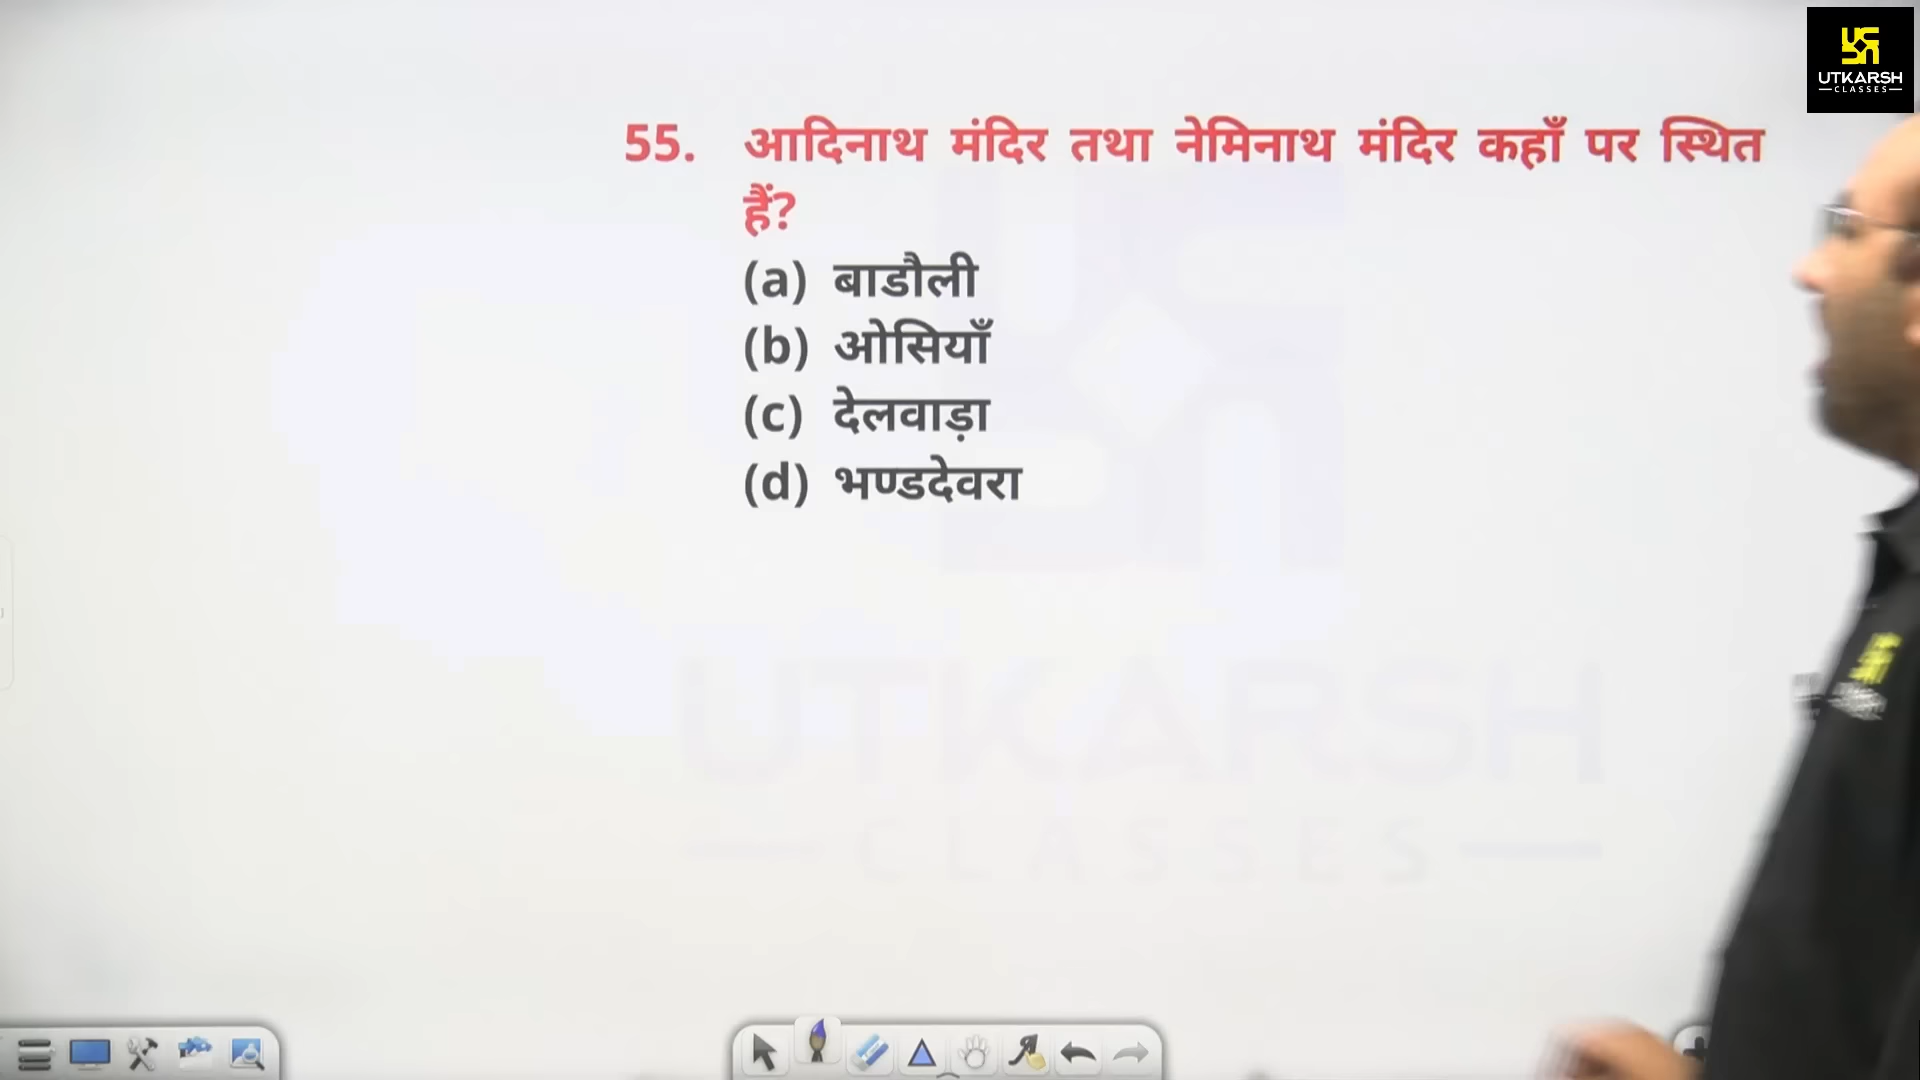 UTKARSH
CLASSES
55. आदिनाथ मंदिर तथा नेमिनाथ मंदिर कहाँ पर स्थित
हैं?
(a) बाडौली
(b) ओसियाँ
(c) देलवाड़ा
(d) भण्डदेवरा
UTKARSH
CLASSES